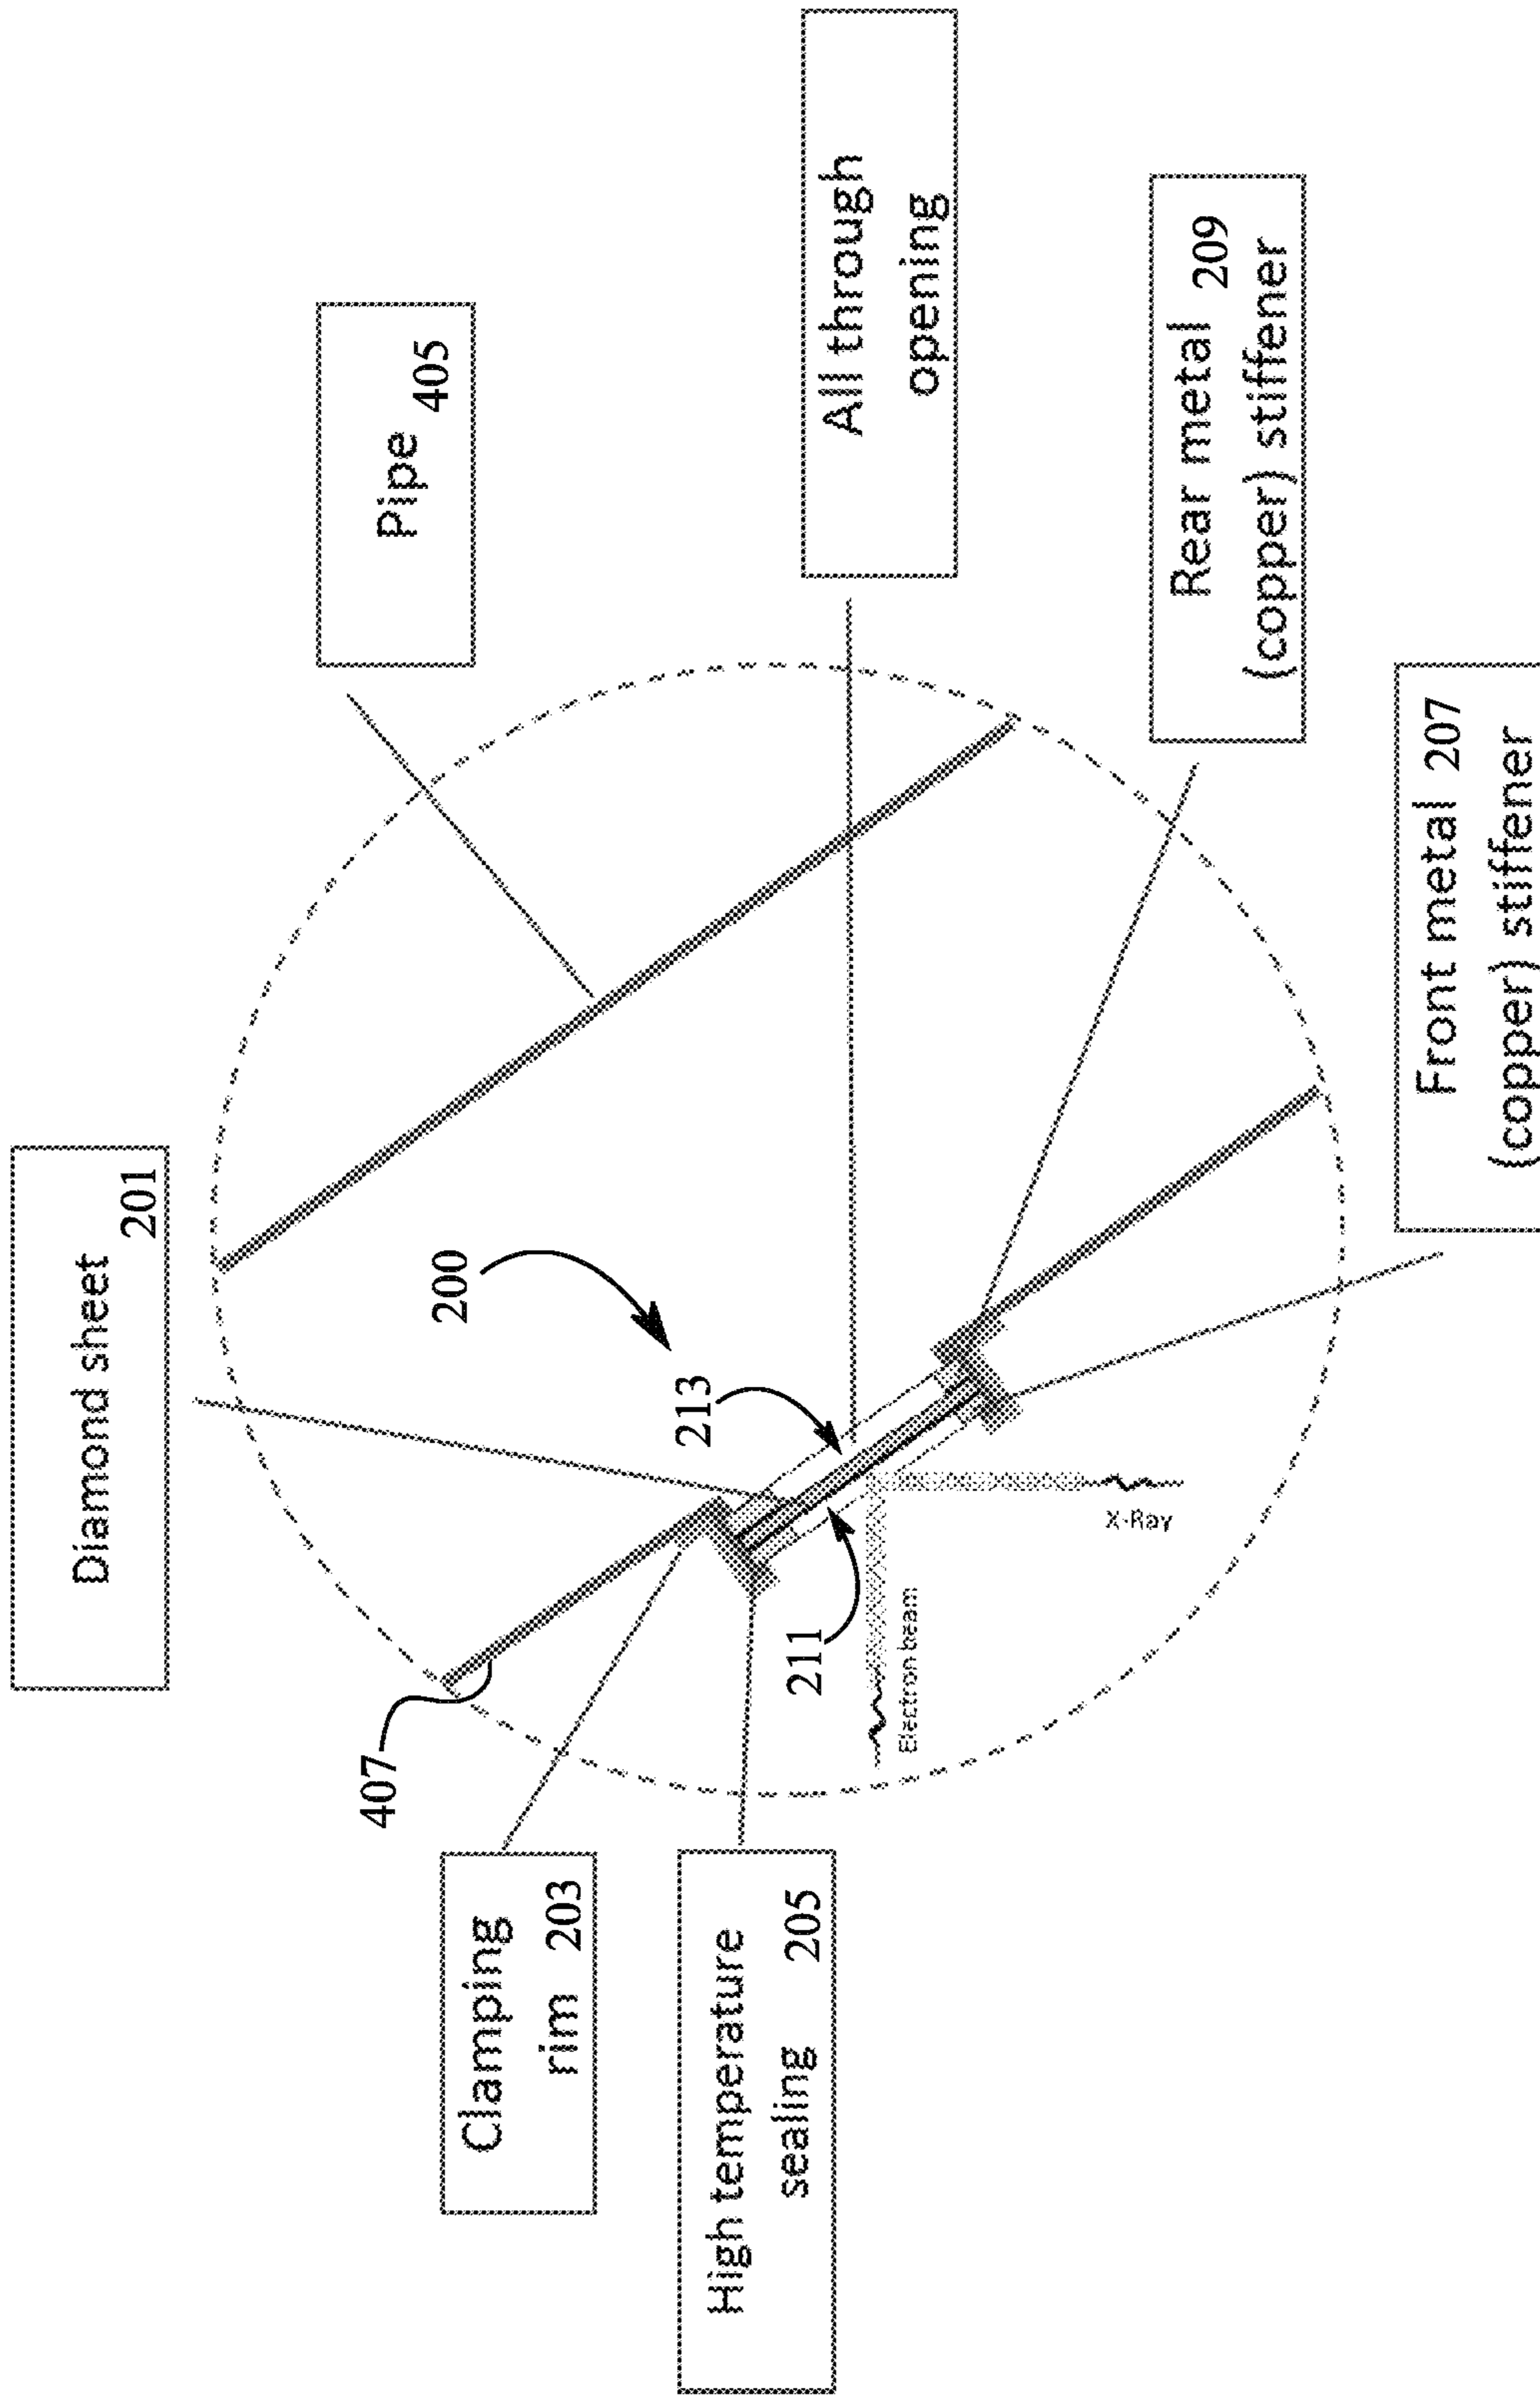 Diamond sheet
201
Pipe 405
200
407
213
Clamping
rim 203
All through
opening
211
High temperature
sealing 205
Electron beam
X-Ray
Rear metal 209
(copper) stiffener
Front metal 207
(copper) stiffener